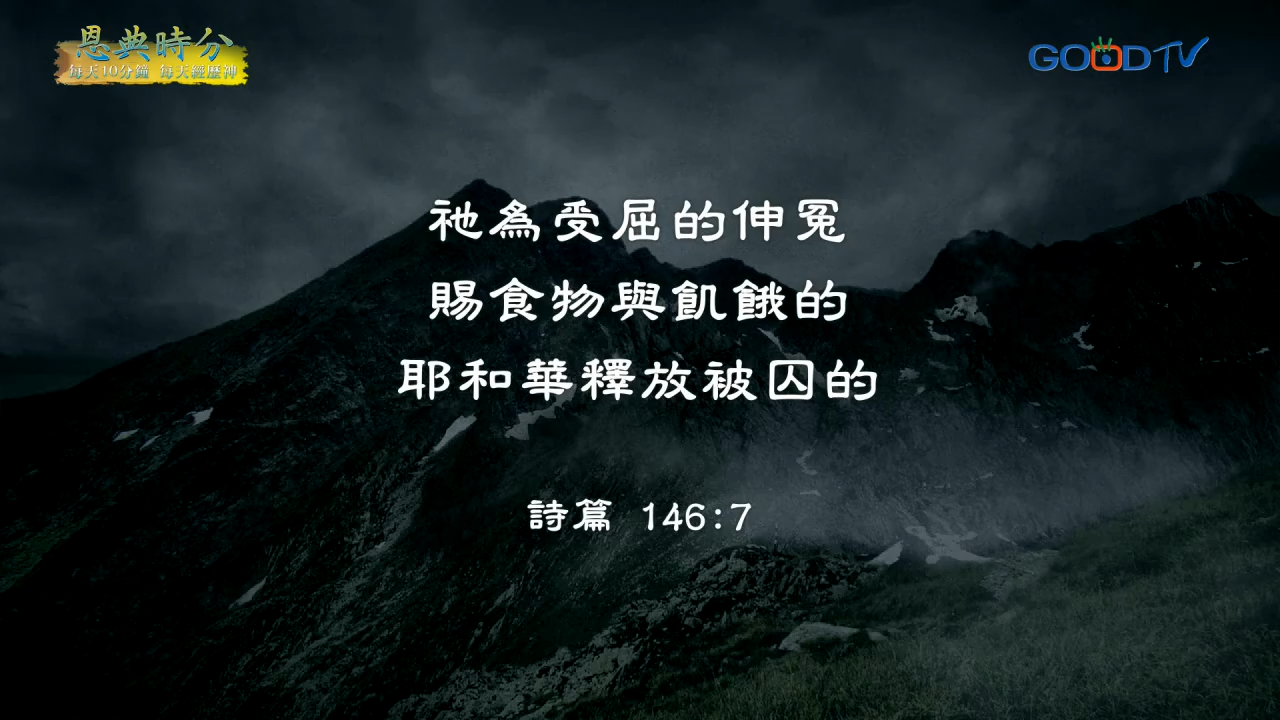 恩典時分
每天10分鐘 每天經歷神
GOOD TV
祂為受屈的伸冤
賜食物與飢餓的
耶和華釋放被囚的
詩篇 146:7